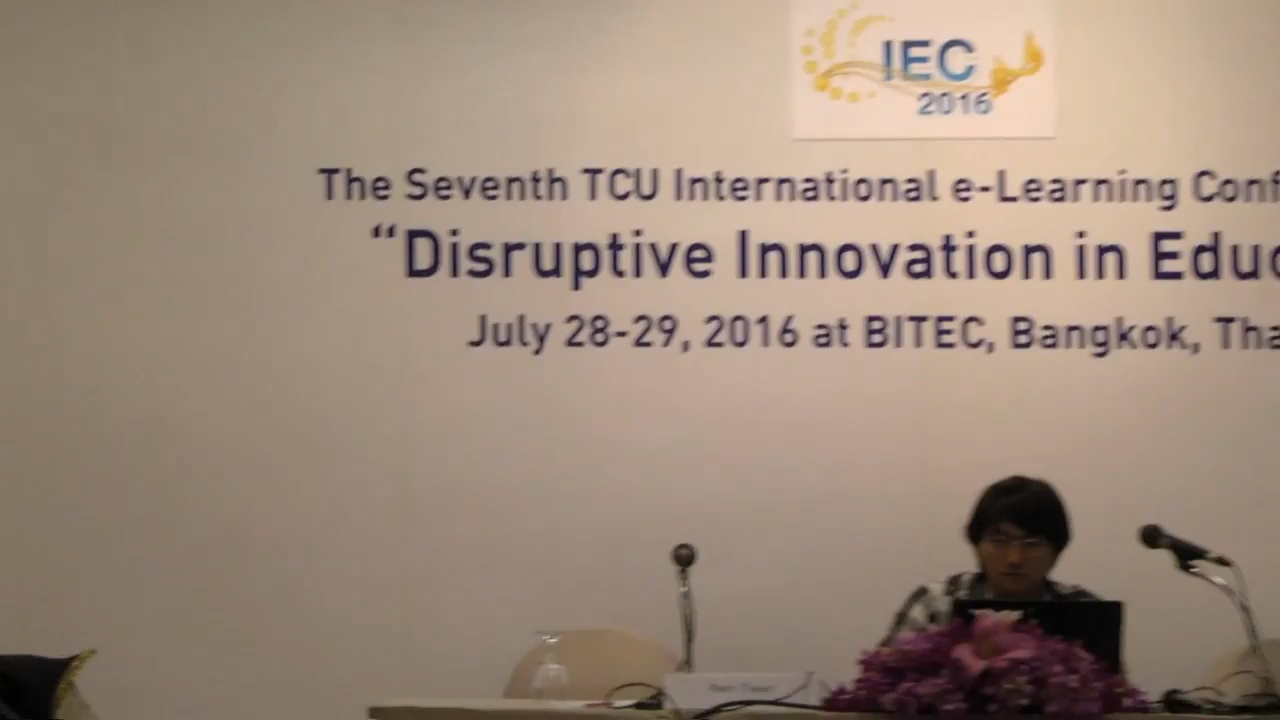 IEC
2016
The Seventh TCU International e-Learning Conf
“Disruptive Innovation in Educ
July 28-29, 2016 at BITEC, Bangkok, Tha